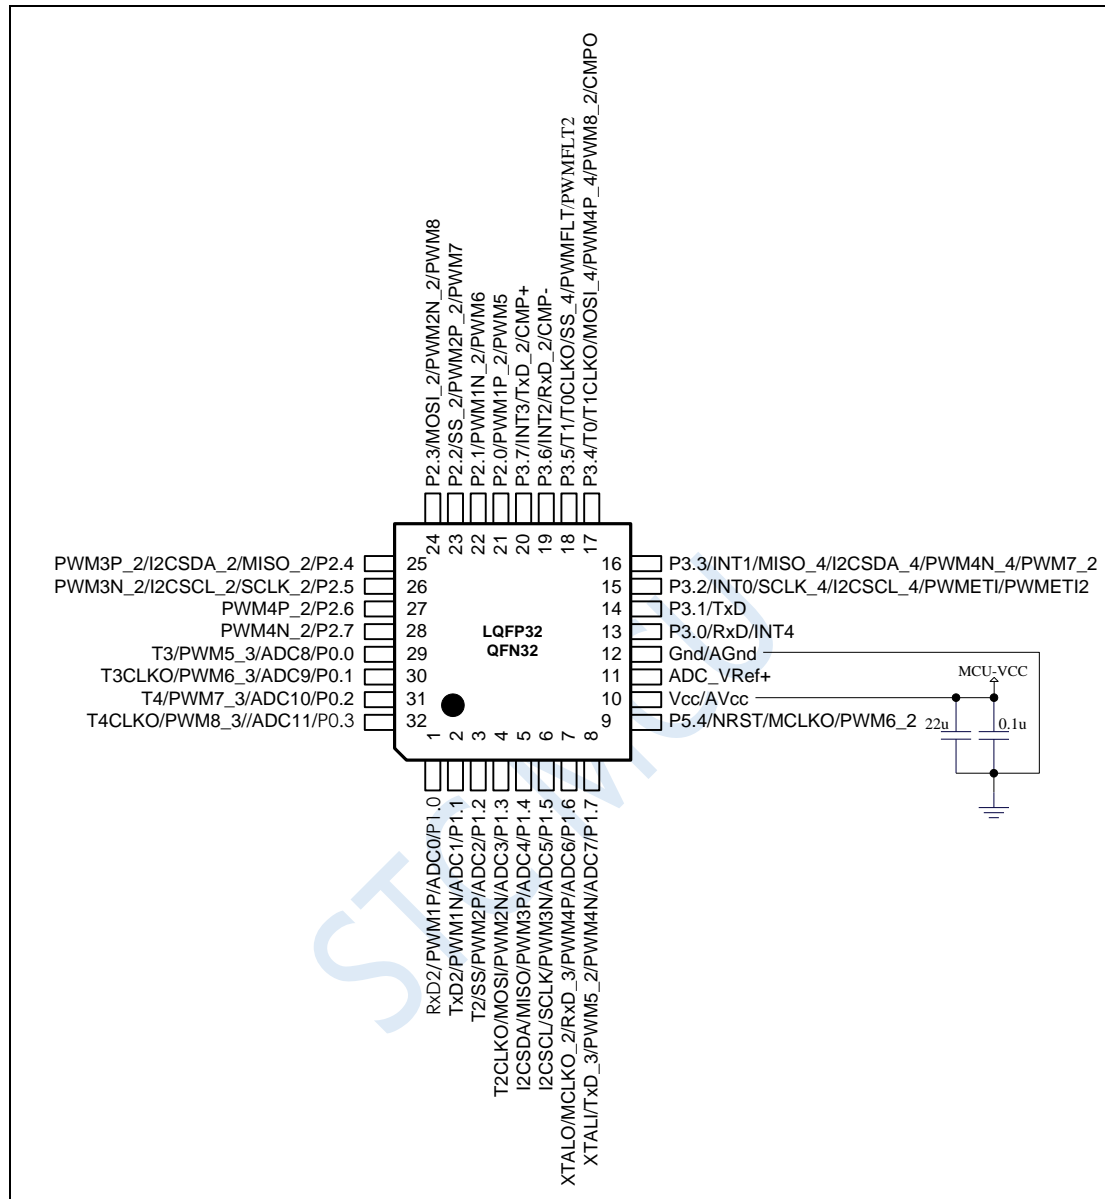 P2.3/MOSI_2/PWM2N_2/PWM8
P2.2/SS_2/PWM2P_2/PWM7
P2.1/PWM1N_2/PWM6
P2.0/PWM1P_2/PWM5
P3.7/INT3/TxD_2/CMP+
P3.6/INT2/RxD_2/CMP-
P3.5/T1/T0CLKO/SS_4/PWMFLT/PWMFLT2
P3.4/T0/T1CLKO/MOSI_4/PWM4P_4/PWM8_2/CMPO
24
23
22
21
20
19
18
17
PWM3P_2/I2CSDA_2/MISO_2/P2.4
25
PWM3N_2/I2CSCL_2/SCLK_2/P2.5
26
PWM4P_2/P2.6
27
PWM4N_2/P2.7
28
T3/PWM5_3/ADC8/P0.0
29
T3CLKO/PWM6_3/ADC9/P0.1
30
T4/PWM7_3/ADC10/P0.2
31
T4CLKO/PWM8_3//ADC11/P0.3
32
LQFP32
QFN32
16
P3.3/INT1/MISO_4/I2CSDA_4/PWM4N_4/PWM7_2
15
P3.2/INT0/SCLK_4/I2CSCL_4/PWMETI/PWMETI2
14
P3.1/TxD
13
P3.0/RxD/INT4
12
Gnd/AGnd
11
ADC_VRef+
10
Vcc/AVcc
9
P5.4/NRST/MCLKO/PWM6_2
MCU-VCC
22u
0.1u
1
2
3
4
5
6
7
8
RxD2/PWM1P/ADC0/P1.0
TxD2/PWM1N/ADC1/P1.1
T2/SS/PWM2P/ADC2/P1.2
T2CLKO/MOSI/PWM2N/ADC3/P1.3
I2CSDA/MISO/PWM3P/ADC4/P1.4
I2CSCL/SCLK/PWM3N/ADC5/P1.5
XTALO/MCLKO_2/RxD_3/PWM4P/ADC6/P1.6
XTALI/TxD_3/PWM5_2/PWM4N/ADC7/P1.7
STC MCU